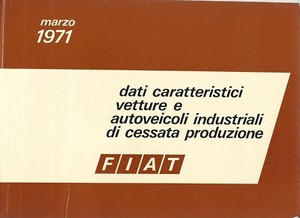 marzo
1971
dati caratteristici
vetture e
autoveicoli industriali
di cessata produzione
FIAT